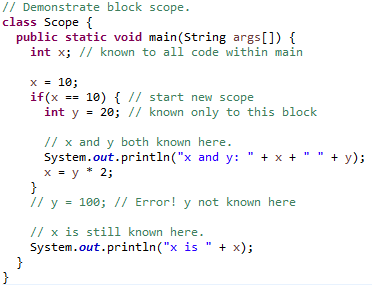 // Demonstrate block scope.
class Scope {
  public static void main(String args[]) {
    int x; // known to all code within main

    x = 10;
    if(x == 10) { // start new scope
      int y = 20; // known only to this block

      // x and y both known here.
      System.out.println("x and y: " + x + " " + y);
      x = y * 2;
    }
    // y = 100; // Error! y not known here

    // x is still known here.
    System.out.println("x is " + x);
  }
}